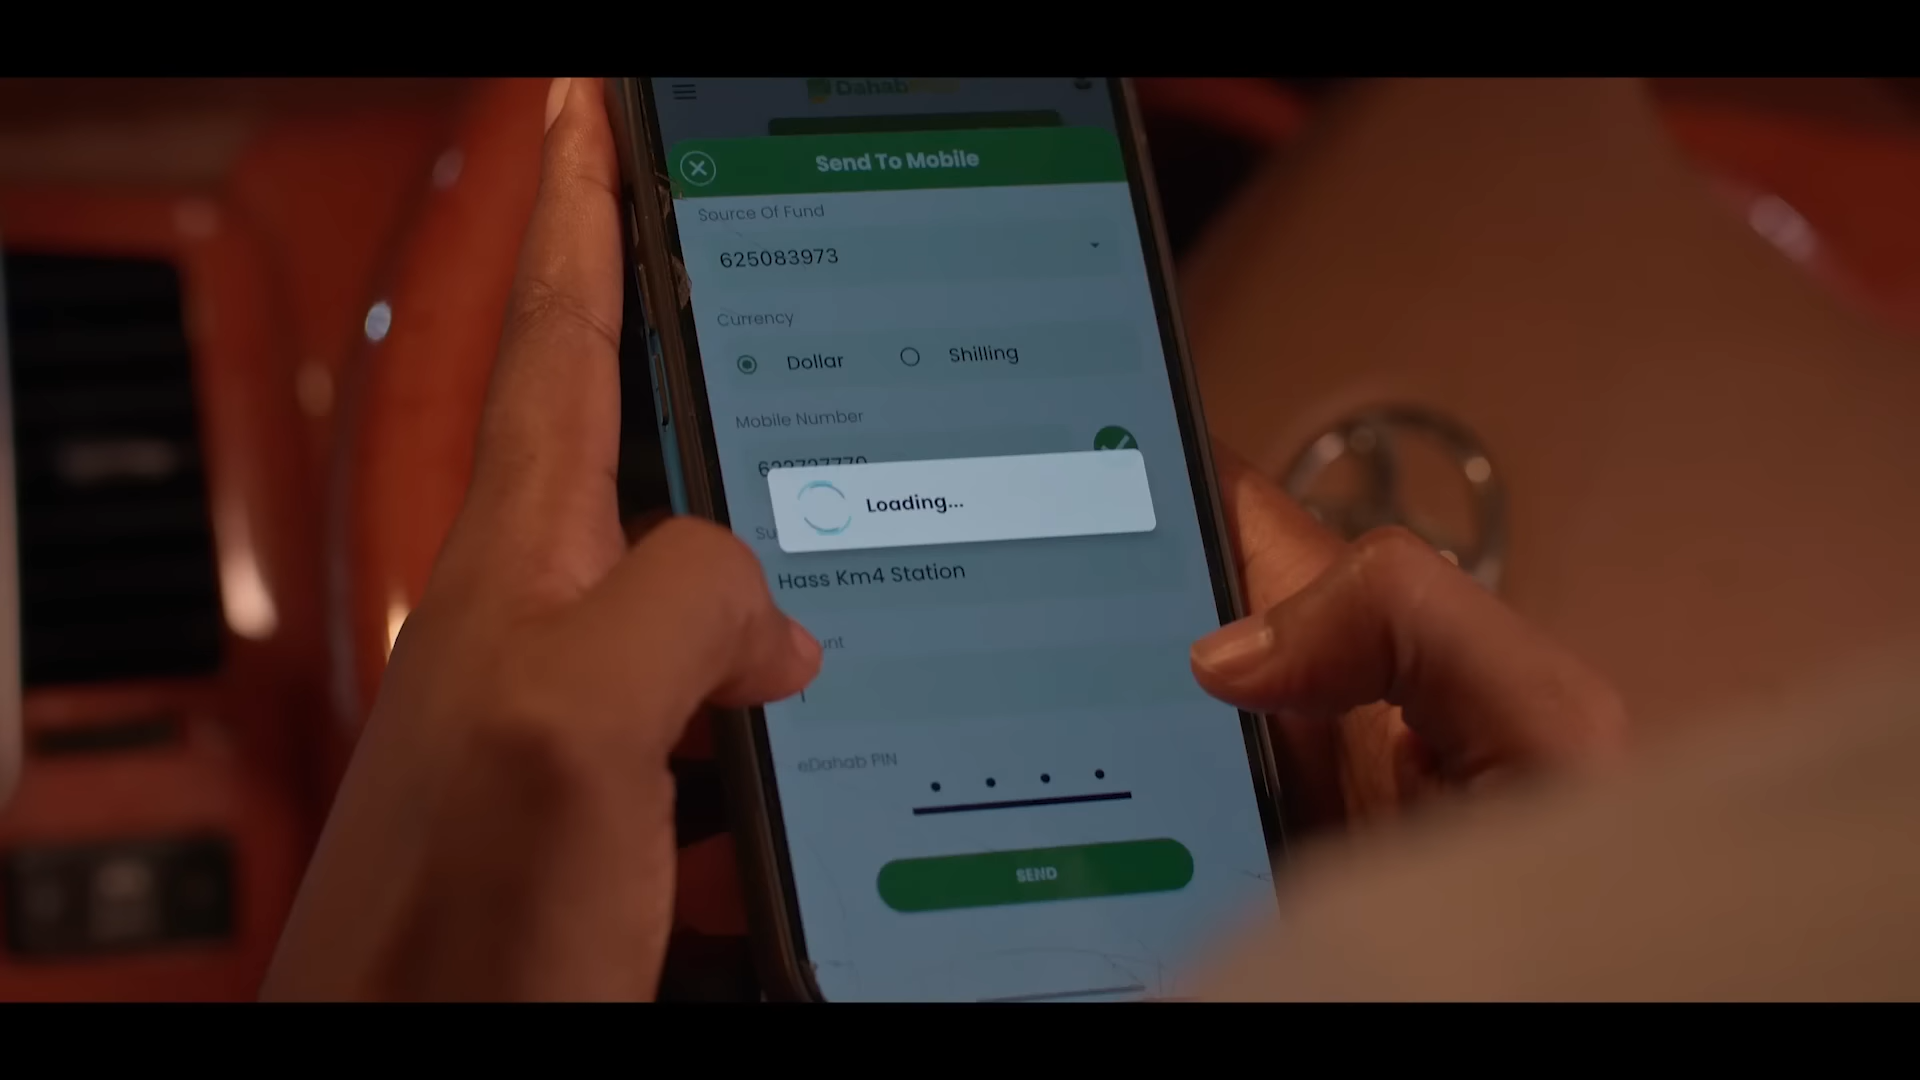 Dahab
Send To Mobile
Source Of Fund
625083973
Currency
Dollar
Shilling
Mobile Number
Loading...
Hass Km4 Station
eDahab PIN
SEND